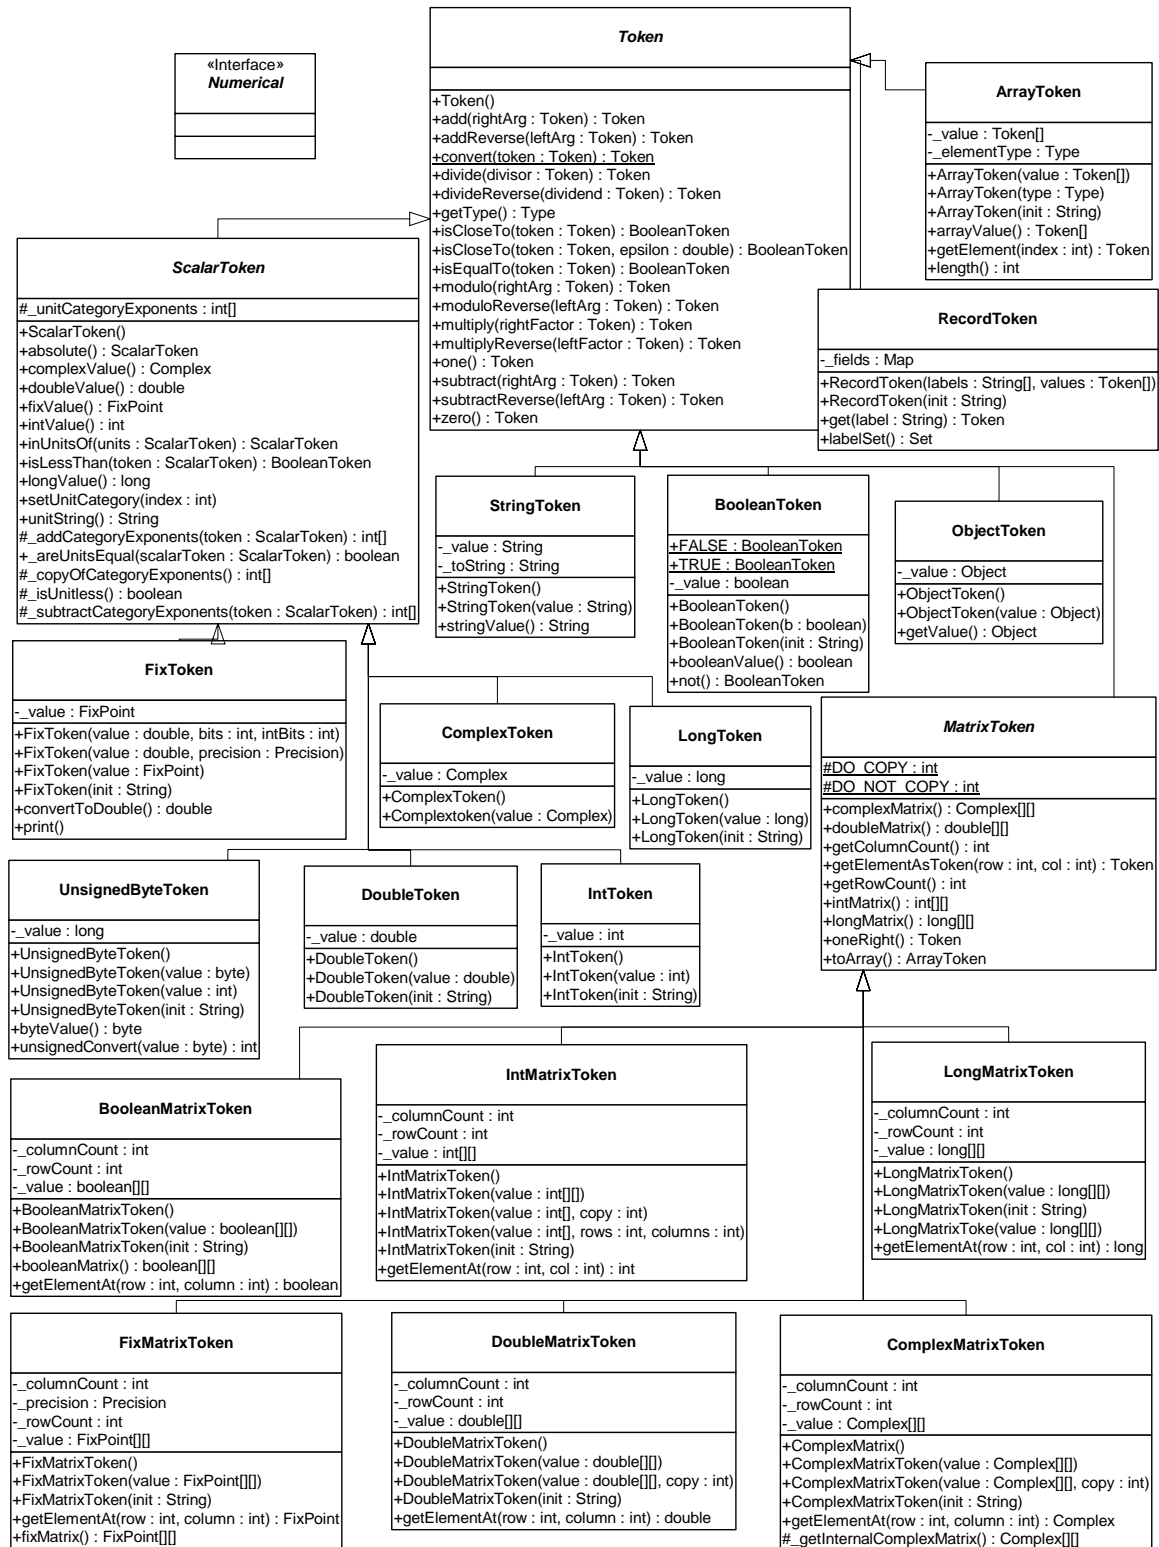 «Interface»
Numerical
Token
+Token()
+add(rightArg : Token) : Token
+addReverse(leftArg : Token) : Token
+convert(token : Token) : Token
+divide(divisor : Token) : Token
+divideReverse(dividend : Token) : Token
+getType() : Type
+isCloseTo(token : Token) : BooleanToken
+isCloseTo(token : Token, epsilon : double) : BooleanToken
+isEqualTo(token : Token) : BooleanToken
+modulo(rightArg : Token) : Token
+moduloReverse(leftArg : Token) : Token
+multiply(rightFactor : Token) : Token
+multiplyReverse(leftFactor : Token) : Token
+one() : Token
+subtract(rightArg : Token) : Token
+subtractReverse(leftArg : Token) : Token
+zero() : Token
ArrayToken
-_value : Token[]
-_elementType : Type
+ArrayToken(value : Token[])
+ArrayToken(type : Type)
+ArrayToken(init : String)
+arrayValue() : Token[]
+getElement(index : int) : Token
+length() : int
ScalarToken
#_unitCategoryExponents : int[]
+ScalarToken()
+absolute() : ScalarToken
+complexValue() : Complex
+doubleValue() : double
+fixValue() : FixPoint
+intValue() : int
+inUnitsOf(units : ScalarToken) : ScalarToken
+isLessThan(token : ScalarToken) : BooleanToken
+longValue() : long
+setUnitCategory(index : int)
+unitString() : String
#_addCategoryExponents(token : ScalarToken) : int[]
+_areUnitsEqual(scalarToken : ScalarToken) : boolean
#_copyOfCategoryExponents() : int[]
#_isUnitless() : boolean
#_subtractCategoryExponents(token : ScalarToken) : int[]
RecordToken
-_fields : Map
+RecordToken(labels : String[], values : Token[])
+RecordToken(init : String)
+get(label : String) : Token
+labelSet() : Set
StringToken
-_value : String
-_toString : String
+StringToken()
+StringToken(value : String)
+stringValue() : String
BooleanToken
+FALSE : BooleanToken
+TRUE : BooleanToken
-_value : boolean
+BooleanToken()
+BooleanToken(b : boolean)
+BooleanToken(init : String)
+booleanValue() : boolean
+not() : BooleanToken
ObjectToken
-_value : Object
+ObjectToken()
+ObjectToken(value : Object)
+getValue() : Object
FixToken
-_value : FixPoint
+FixToken(value : double, bits : int, intBits : int)
+FixToken(value : double, precision : Precision)
+FixToken(value : FixPoint)
+FixToken(init : String)
+convertToDouble() : double
+print()
ComplexToken
-_value : Complex
+ComplexToken()
+Complextoken(value : Complex)
LongToken
-_value : long
+LongToken()
+LongToken(value : long)
+LongToken(init : String)
MatrixToken
#DO_COPY : int
#DO_NOT_COPY : int
+complexMatrix() : Complex[][]
+doubleMatrix() : double[][]
+getColumnCount() : int
+getElementAsToken(row : int, col : int) : Token
+getRowCount() : int
+intMatrix() : int[][]
+longMatrix() : long[][]
+oneRight() : Token
+toArray() : ArrayToken
UnsignedByteToken
-_value : long
+UnsignedByteToken()
+UnsignedByteToken(value : byte)
+UnsignedByteToken(value : int)
+UnsignedByteToken(init : String)
+byteValue() : byte
+unsignedConvert(value : byte) : int
DoubleToken
-_value : double
+DoubleToken()
+DoubleToken(value : double)
+DoubleToken(init : String)
IntToken
-_value : int
+IntToken()
+IntToken(value : int)
+IntToken(init : String)
BooleanMatrixToken
-_columnCount : int
-_rowCount : int
-_value : boolean[][]
+BooleanMatrixToken()
+BooleanMatrixToken(value : boolean[][])
+BooleanMatrixToken(init : String)
+booleanMatrix() : boolean[][]
+getElementAt(row : int, column : int) : boolean
IntMatrixToken
-_columnCount : int
-_rowCount : int
-_value : int[][]
+IntMatrixToken()
+IntMatrixToken(value : int[][])
+IntMatrixToken(value : int[], copy : int)
+IntMatrixToken(value : int[], rows : int, columns : int)
+IntMatrixToken(init : String)
+getElementAt(row : int, col : int) : int
LongMatrixToken
-_columnCount : int
-_rowCount : int
-_value : long[][]
+LongMatrixToken()
+LongMatrixToken(value : long[][])
+LongMatrixToken(init : String)
+LongMatrixToke(value : long[][])
+getElementAt(row : int, col : int) : long
FixMatrixToken
-_columnCount : int
-_precision : Precision
-_rowCount : int
-_value : FixPoint[][]
+FixMatrixToken()
+FixMatrixToken(value : FixPoint[][])
+FixMatrixToken(init : String)
+getElementAt(row : int, column : int) : FixPoint
+fixMatrix() : FixPoint[][]
DoubleMatrixToken
-_columnCount : int
-_rowCount : int
-_value : double[][]
+DoubleMatrixToken()
+DoubleMatrixToken(value : double[][])
+DoubleMatrixToken(value : double[][], copy : int)
+DoubleMatrixToken(init : String)
+getElementAt(row : int, column : int) : double
ComplexMatrixToken
-_columnCount : int
-_rowCount : int
-_value : Complex[][]
+ComplexMatrix()
+ComplexMatrixToken(value : Complex[][])
+ComplexMatrixToken(value : Complex[][], copy : int)
+ComplexMatrixToken(init : String)
+getElementAt(row : int, column : int) : Complex
#_getInternalComplexMatrix() : Complex[][]